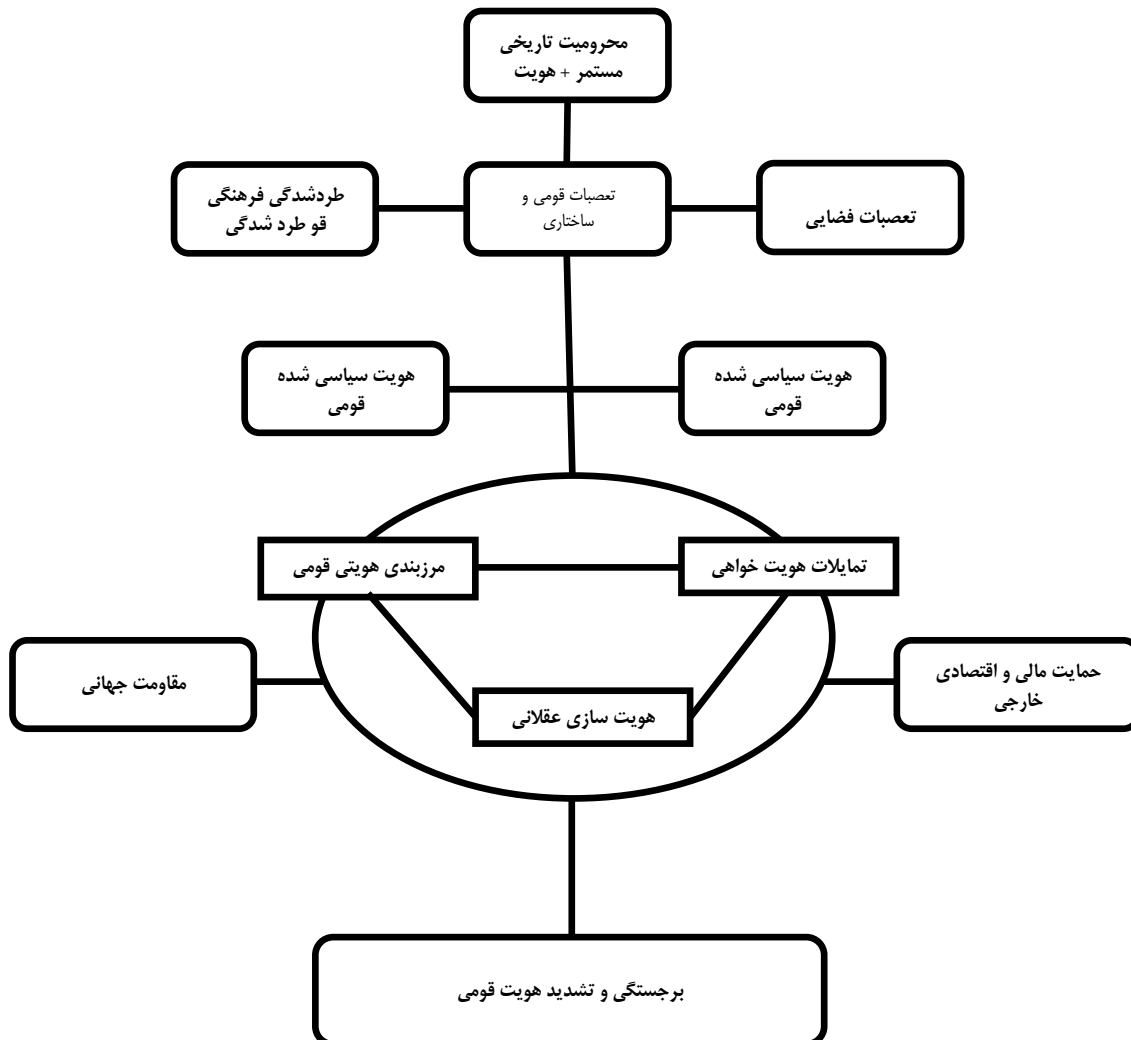 محرومیت تاریخی
مستمر + هویت
تعصبات فضایی
تعصبات قومی و
ساختاری
طردشدگی فرهنگی
قو طرد شدگی
هویت سیاسی شده
قومی
هویت سیاسی شده
قومی
تمایلات هویت خواهی
مرزبندی هویتی قومی
حمایت مالی و اقتصادی
خارجی
هویت سازی عقلانی
مقاومت جهانی
برجستگی و تشدید هویت قومی